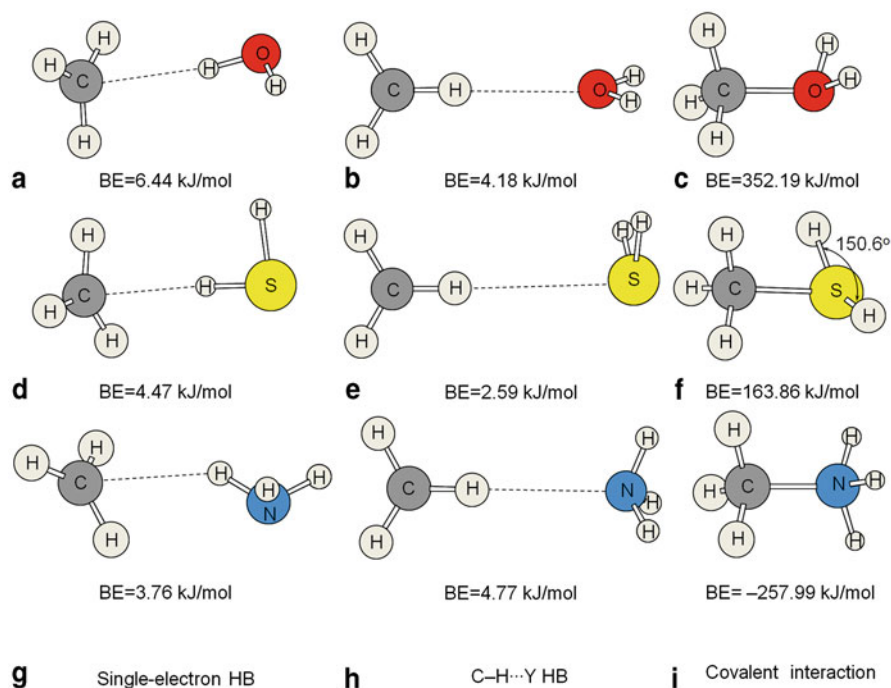 H H C H H O H
H H C H O H H
H H C H H O H H
a BE=6.44 kJ/mol b BE=4.18 kJ/mol c BE=352.19 kJ/mol
H C H H H H S
H C H H H H S
H H C H H S H 150.6º
d BE=4.47 kJ/mol e BE=2.59 kJ/mol f BE=163.86 kJ/mol
H H C H H H H N
H C H H H N H H
H H C H H N H H
BE=3.76 kJ/mol BE=4.77 kJ/mol BE= –257.99 kJ/mol
g Single-electron HB h C–H···Y HB i Covalent interaction